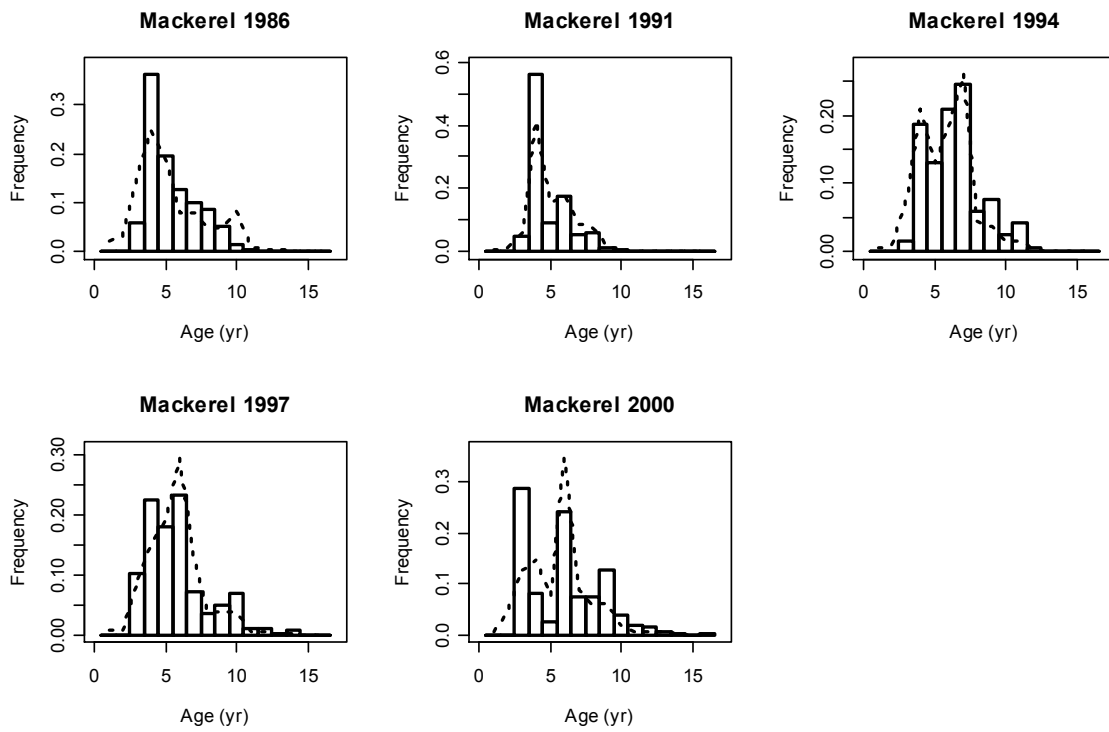 Mackerel 1986
Mackerel 1991
Mackerel 1994
Frequency
0.0 0.1 0.2 0.3
0 5 10 15
Age (yr)
Frequency
0.0 0.2 0.4 0.6
0 5 10 15
Age (yr)
Frequency
0.00 0.10 0.20
0 5 10 15
Age (yr)
Mackerel 1997
Mackerel 2000
Frequency
0.00 0.10 0.20 0.30
0 5 10 15
Age (yr)
Frequency
0.0 0.1 0.2 0.3
0 5 10 15
Age (yr)